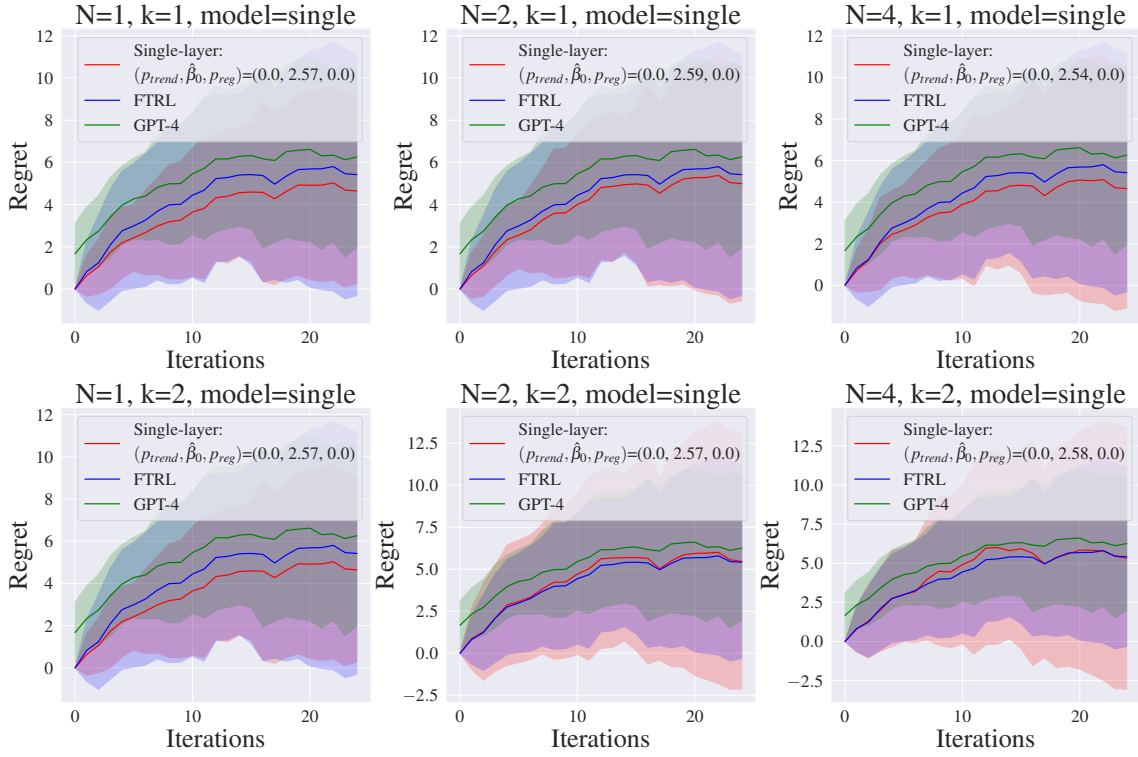 N=1, k=1, model=single
12
10
8
6
4
2
0
Regret
Single-layer:
(p_trend, β̂_0, p_reg)=(0.0, 2.57, 0.0)
FTRL
GPT-4
0
10
20
Iterations
N=2, k=1, model=single
12
10
8
6
4
2
0
Regret
Single-layer:
(p_trend, β̂_0, p_reg)=(0.0, 2.59, 0.0)
FTRL
GPT-4
0
10
20
Iterations
N=4, k=1, model=single
12
10
8
6
4
2
0
Regret
Single-layer:
(p_trend, β̂_0, p_reg)=(0.0, 2.54, 0.0)
FTRL
GPT-4
0
10
20
Iterations
N=1, k=2, model=single
12
10
8
6
4
2
0
Regret
Single-layer:
(p_trend, β̂_0, p_reg)=(0.0, 2.57, 0.0)
FTRL
GPT-4
0
10
20
Iterations
N=2, k=2, model=single
12.5
10.0
7.5
5.0
2.5
0.0
−2.5
Regret
Single-layer:
(p_trend, β̂_0, p_reg)=(0.0, 2.57, 0.0)
FTRL
GPT-4
0
10
20
Iterations
N=4, k=2, model=single
12.5
10.0
7.5
5.0
2.5
0.0
−2.5
Regret
Single-layer:
(p_trend, β̂_0, p_reg)=(0.0, 2.58, 0.0)
FTRL
GPT-4
0
10
20
Iterations